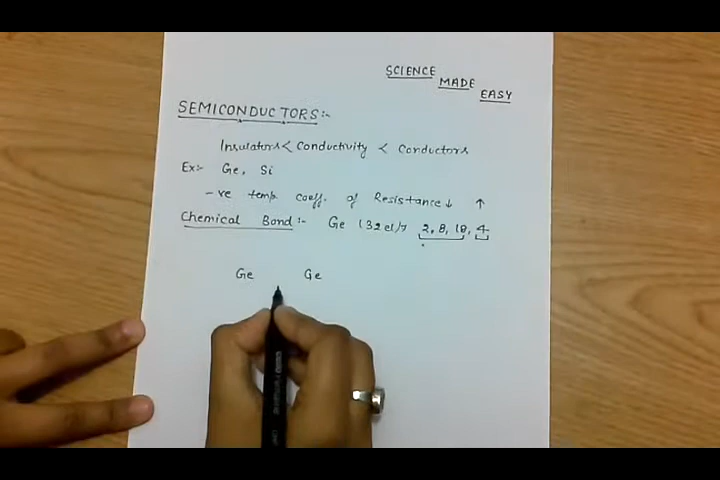 SCIENCE
MADE
EASY
SEMICONDUCTORS:-
Insulators < Conductivity < Conductors
Ex:- Ge, Si
-ve temp. coeff. of Resistance ↓ ↑
Chemical Bond:- Ge (32 el)→ 2, 8, 18, 4
Ge Ge